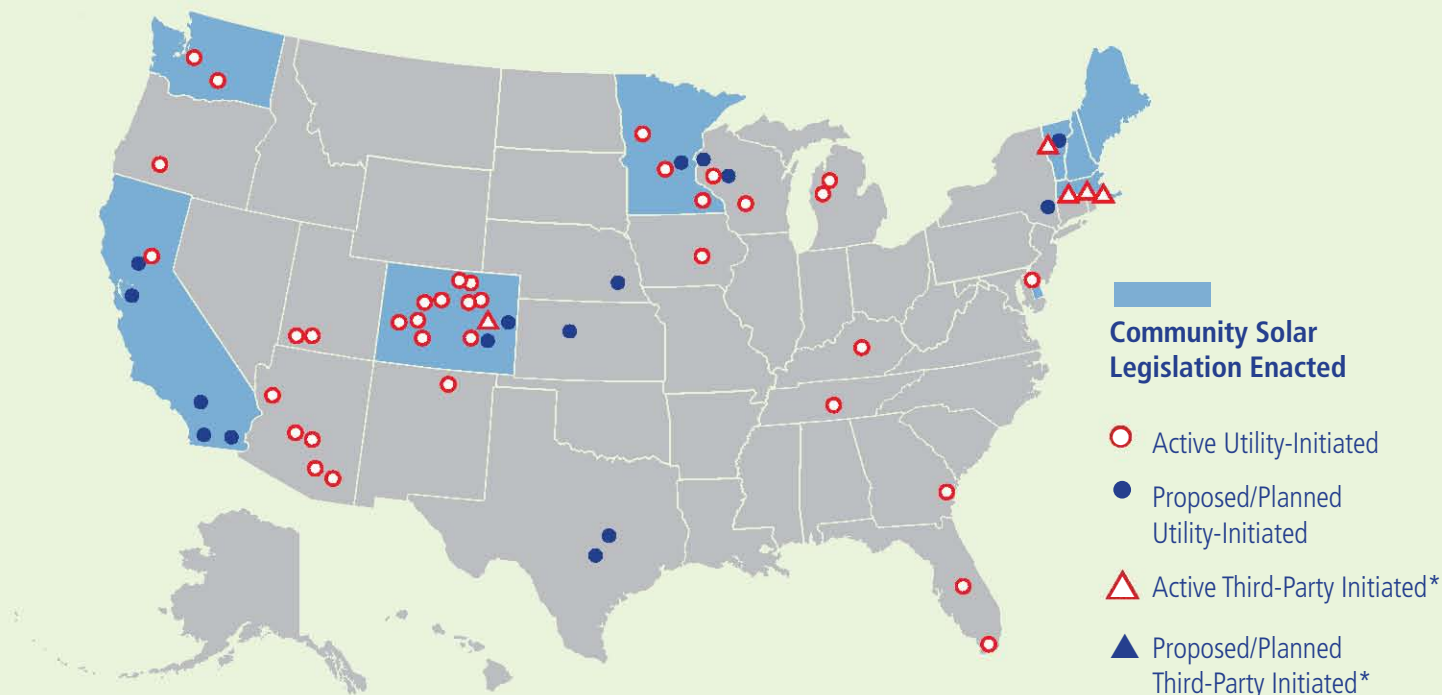 Community Solar
Legislation Enacted
Active Utility-Initiated
Proposed/Planned
Utility-Initiated
Active Third-Party Initiated*
Proposed/Planned
Third-Party Initiated*